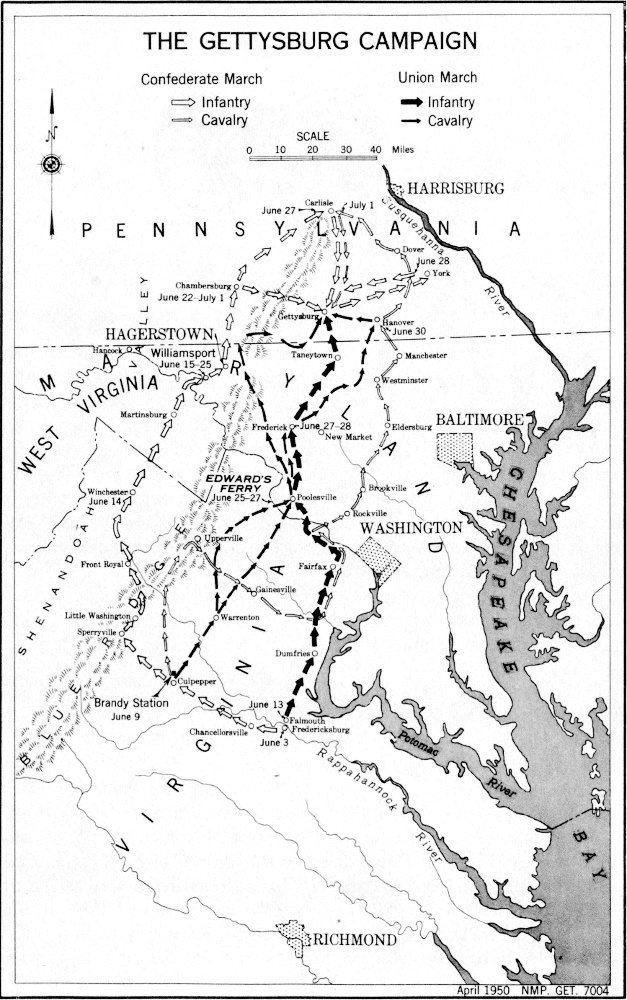 THE GETTYSBURG CAMPAIGN
Confederate March
Infantry
Cavalry
Union March
Infantry
Cavalry
N
SCALE
0 10 20 30 40 Miles
HARRISBURG
Carlisle
June 27
July 1
Susquehanna
River
PENNSYLVANIA
Dover
June 28
York
Chambersburg
June 22-July 1
Gettysburg
Hanover
June 30
VALLEY
HAGERSTOWN
Hancock
Williamsport
June 15-25
Taneytown
Manchester
MARYLAND
WEST VIRGINIA
Westminster
Martinsburg
Frederick
June 27-28
New Market
Eldersburg
BALTIMORE
EDWARD'S
FERRY
June 25-27
Poolesville
Brookville
Rockville
Winchester
June 14
WASHINGTON
CHESAPEAKE
BAY
SHENANDOAH
Upperville
Front Royal
Fairfax
Gainesville
BLUE RIDGE
Little Washington
Sperryville
Warrenton
Dumfries
Culpepper
Brandy Station
June 9
June 13
Falmouth
Fredericksburg
June 3
Chancellorsville
Potomac
River
Rappahannock
River
VIRGINIA
RICHMOND
April 1950 NMP. GET. 7004